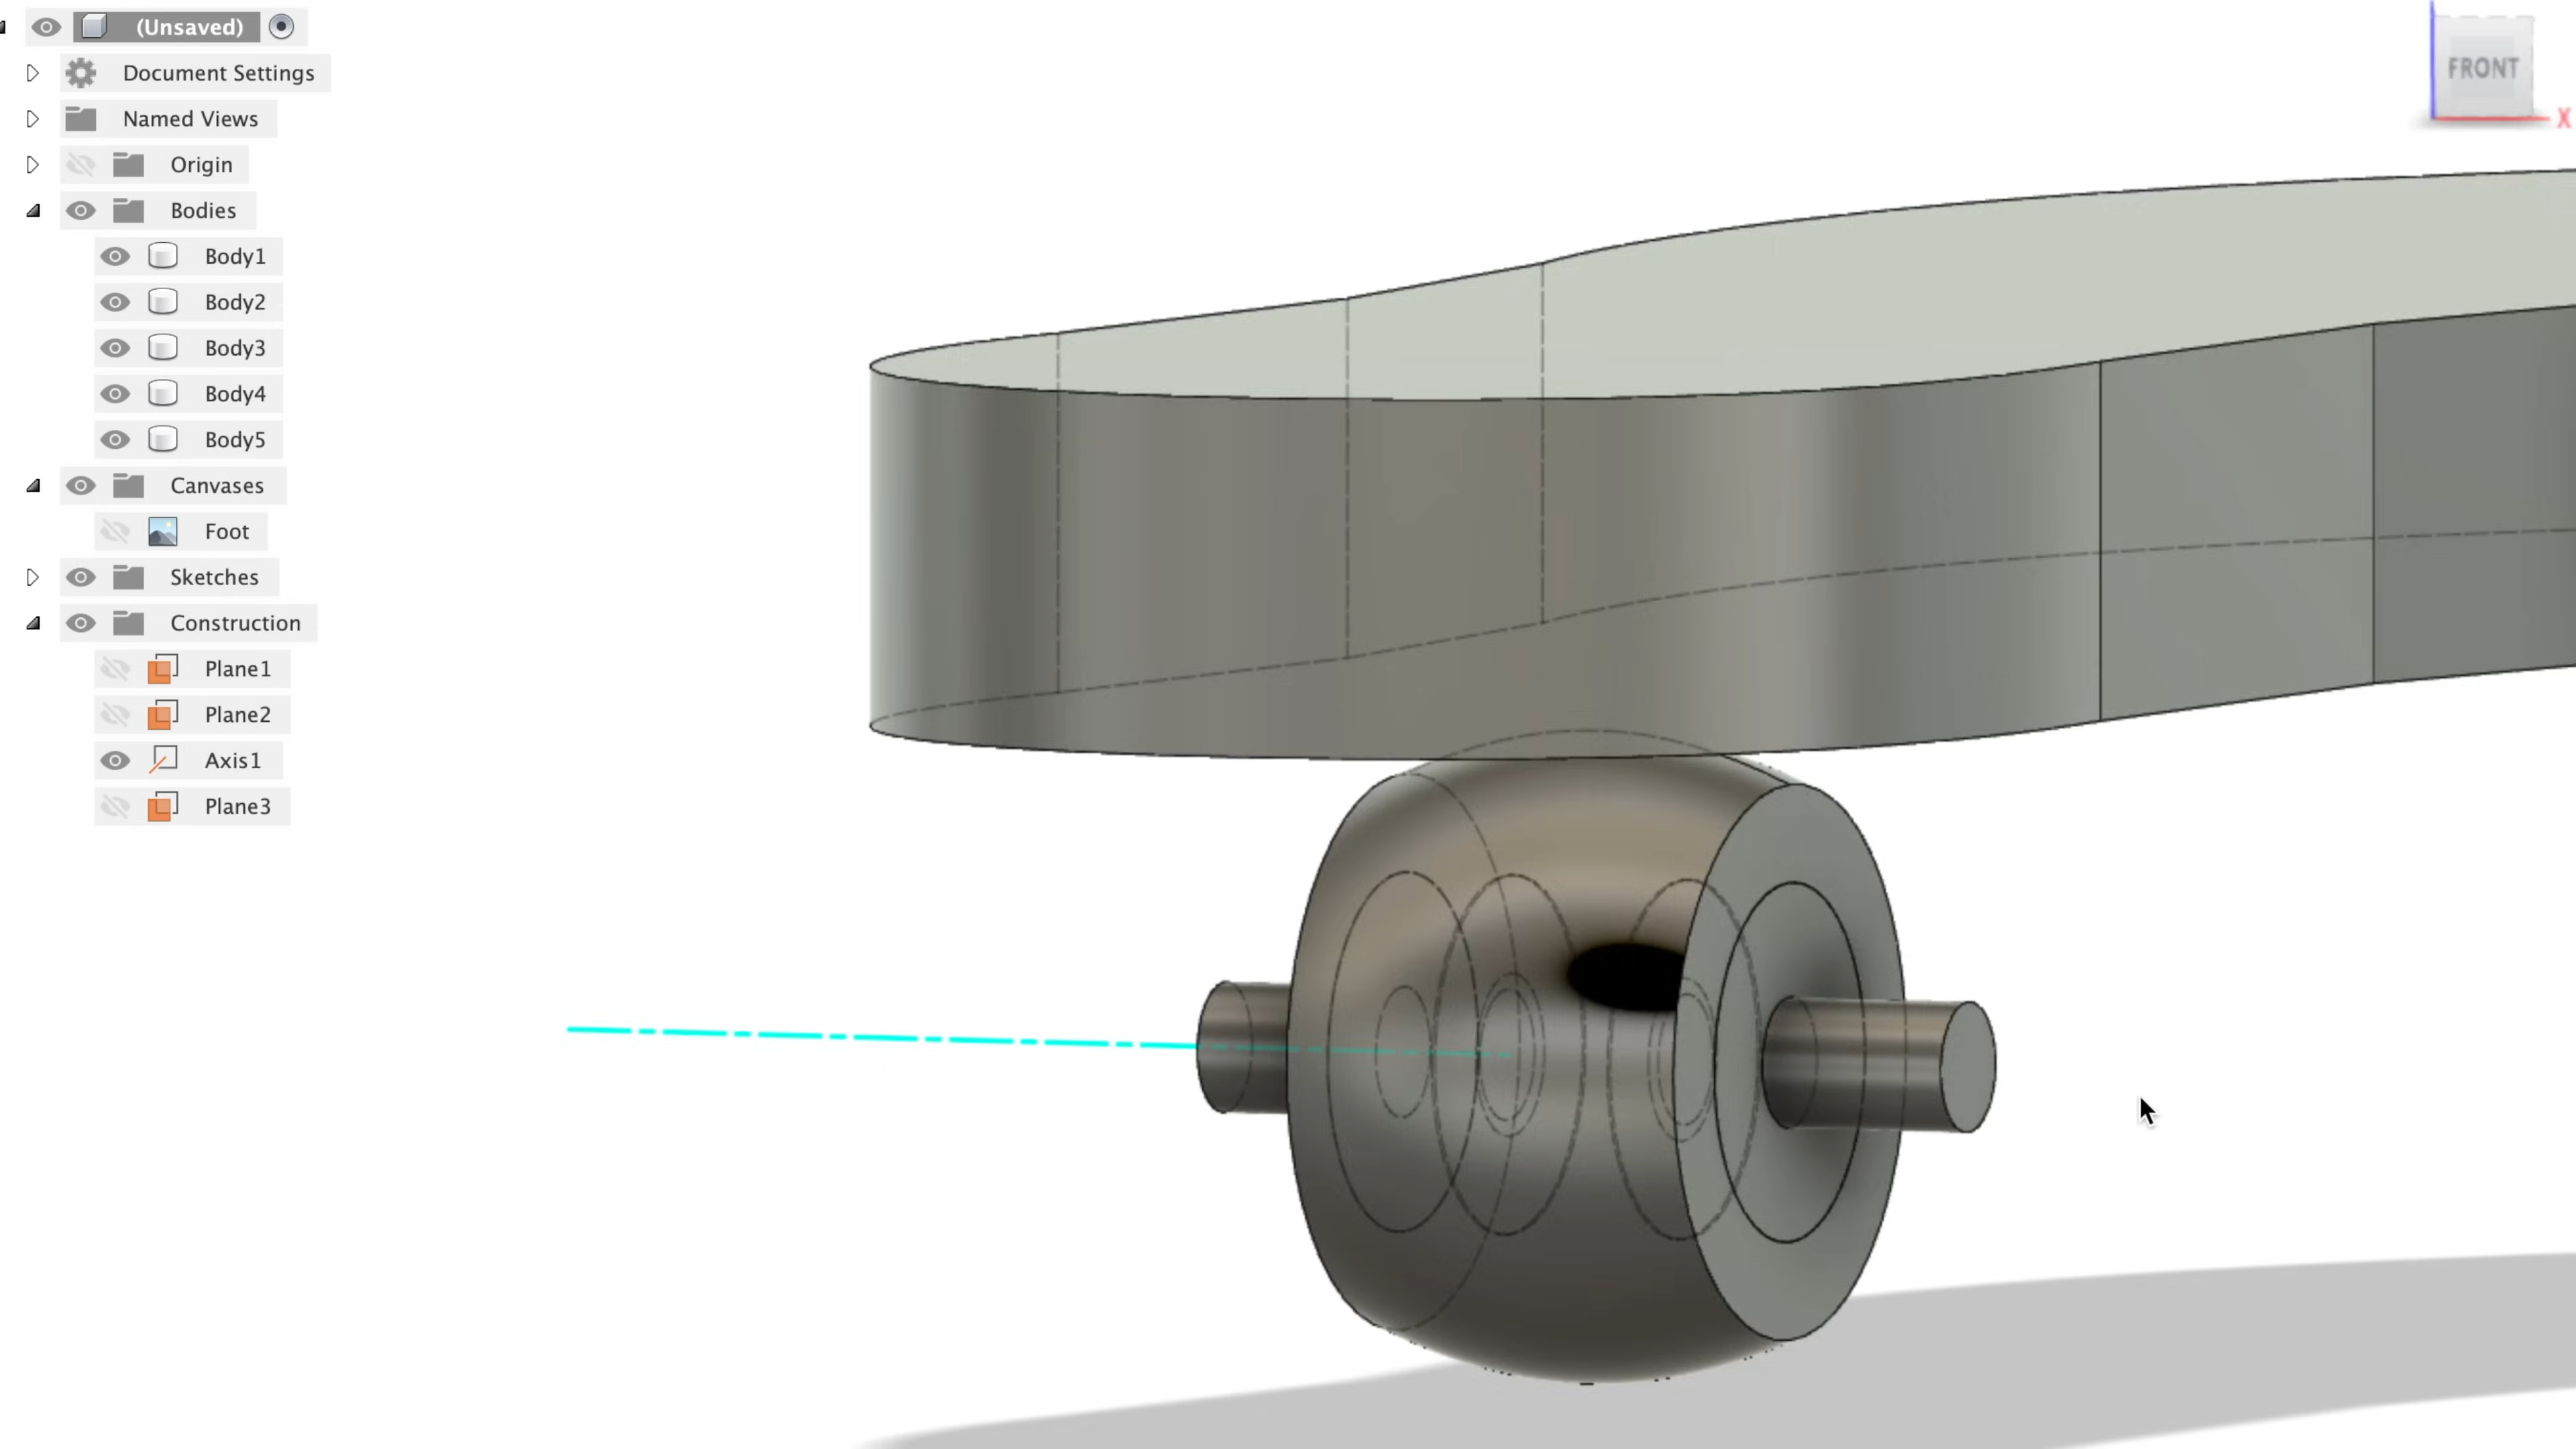 (Unsaved)
Document Settings
Named Views
Origin
Bodies
Body1
Body2
Body3
Body4
Body5
Canvases
Foot
Sketches
Construction
Plane1
Plane2
Axis1
Plane3
FRONT
X